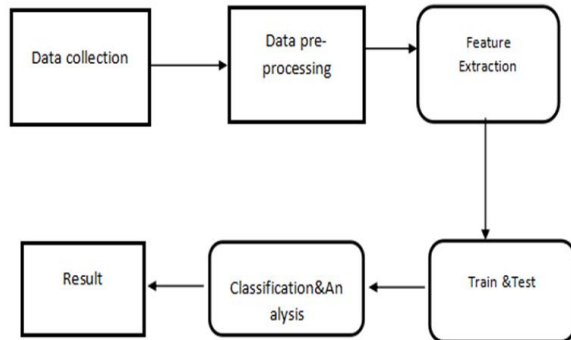 Data collection
Data pre-
processing
Feature
Extraction
Train &Test
Classification&An
alysis
Result